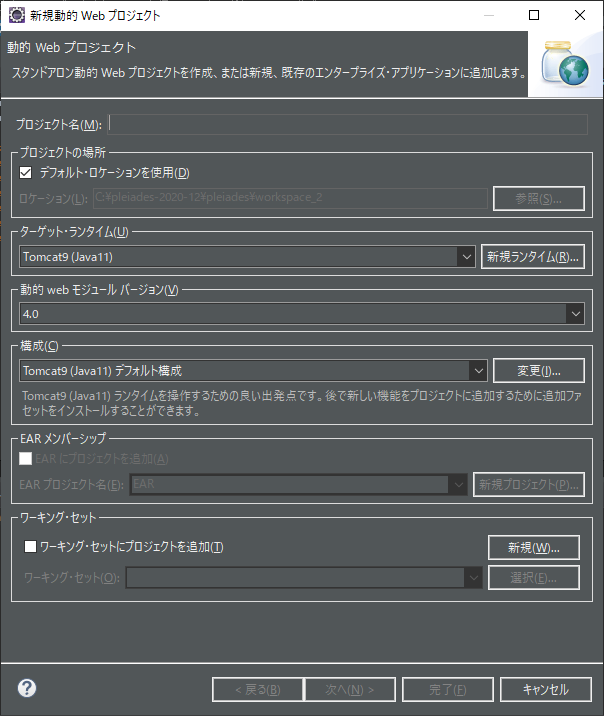 新規動的 Web プロジェクト
動的 Web プロジェクト
スタンドアロン動的 Web プロジェクトを作成、または新規、既存のエンタープライズ・アプリケーションに追加します。
プロジェクト名(M):
プロジェクトの場所
デフォルト・ロケーションを使用(D)
ロケーション(L): C:¥pleiades-2020-12¥pleiades¥workspace_2 参照(S)...
ターゲット・ランタイム(U)
Tomcat9 (Java11) 新規ランタイム(R)...
動的 web モジュール バージョン(V)
4.0
構成(C)
Tomcat9 (Java11) デフォルト構成 変更(I)...
Tomcat9 (Java11) ランタイムを操作するための良い出発点です。後で新しい機能をプロジェクトに追加するために追加ファ
セットをインストールすることができます。
EAR メンバーシップ
EAR にプロジェクトを追加(A)
EAR プロジェクト名(E): EAR 新規プロジェクト(P)...
ワーキング・セット
ワーキング・セットにプロジェクトを追加(T) 新規(W)...
ワーキング・セット(O): 選択(E)...
? < 戻る(B) 次へ(N) > 完了(F) キャンセル